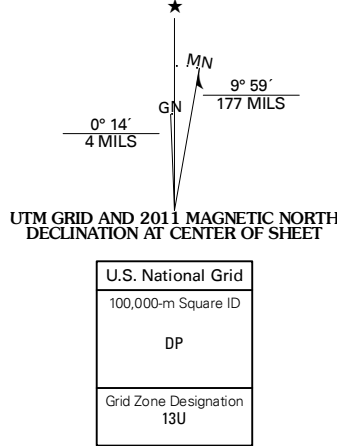 ★
MN
GN
9° 59´
177 MILS
0° 14´
4 MILS
UTM GRID AND 2011 MAGNETIC NORTH
DECLINATION AT CENTER OF SHEET
U.S. National Grid
100,000-m Square ID
DP
Grid Zone Designation
13U